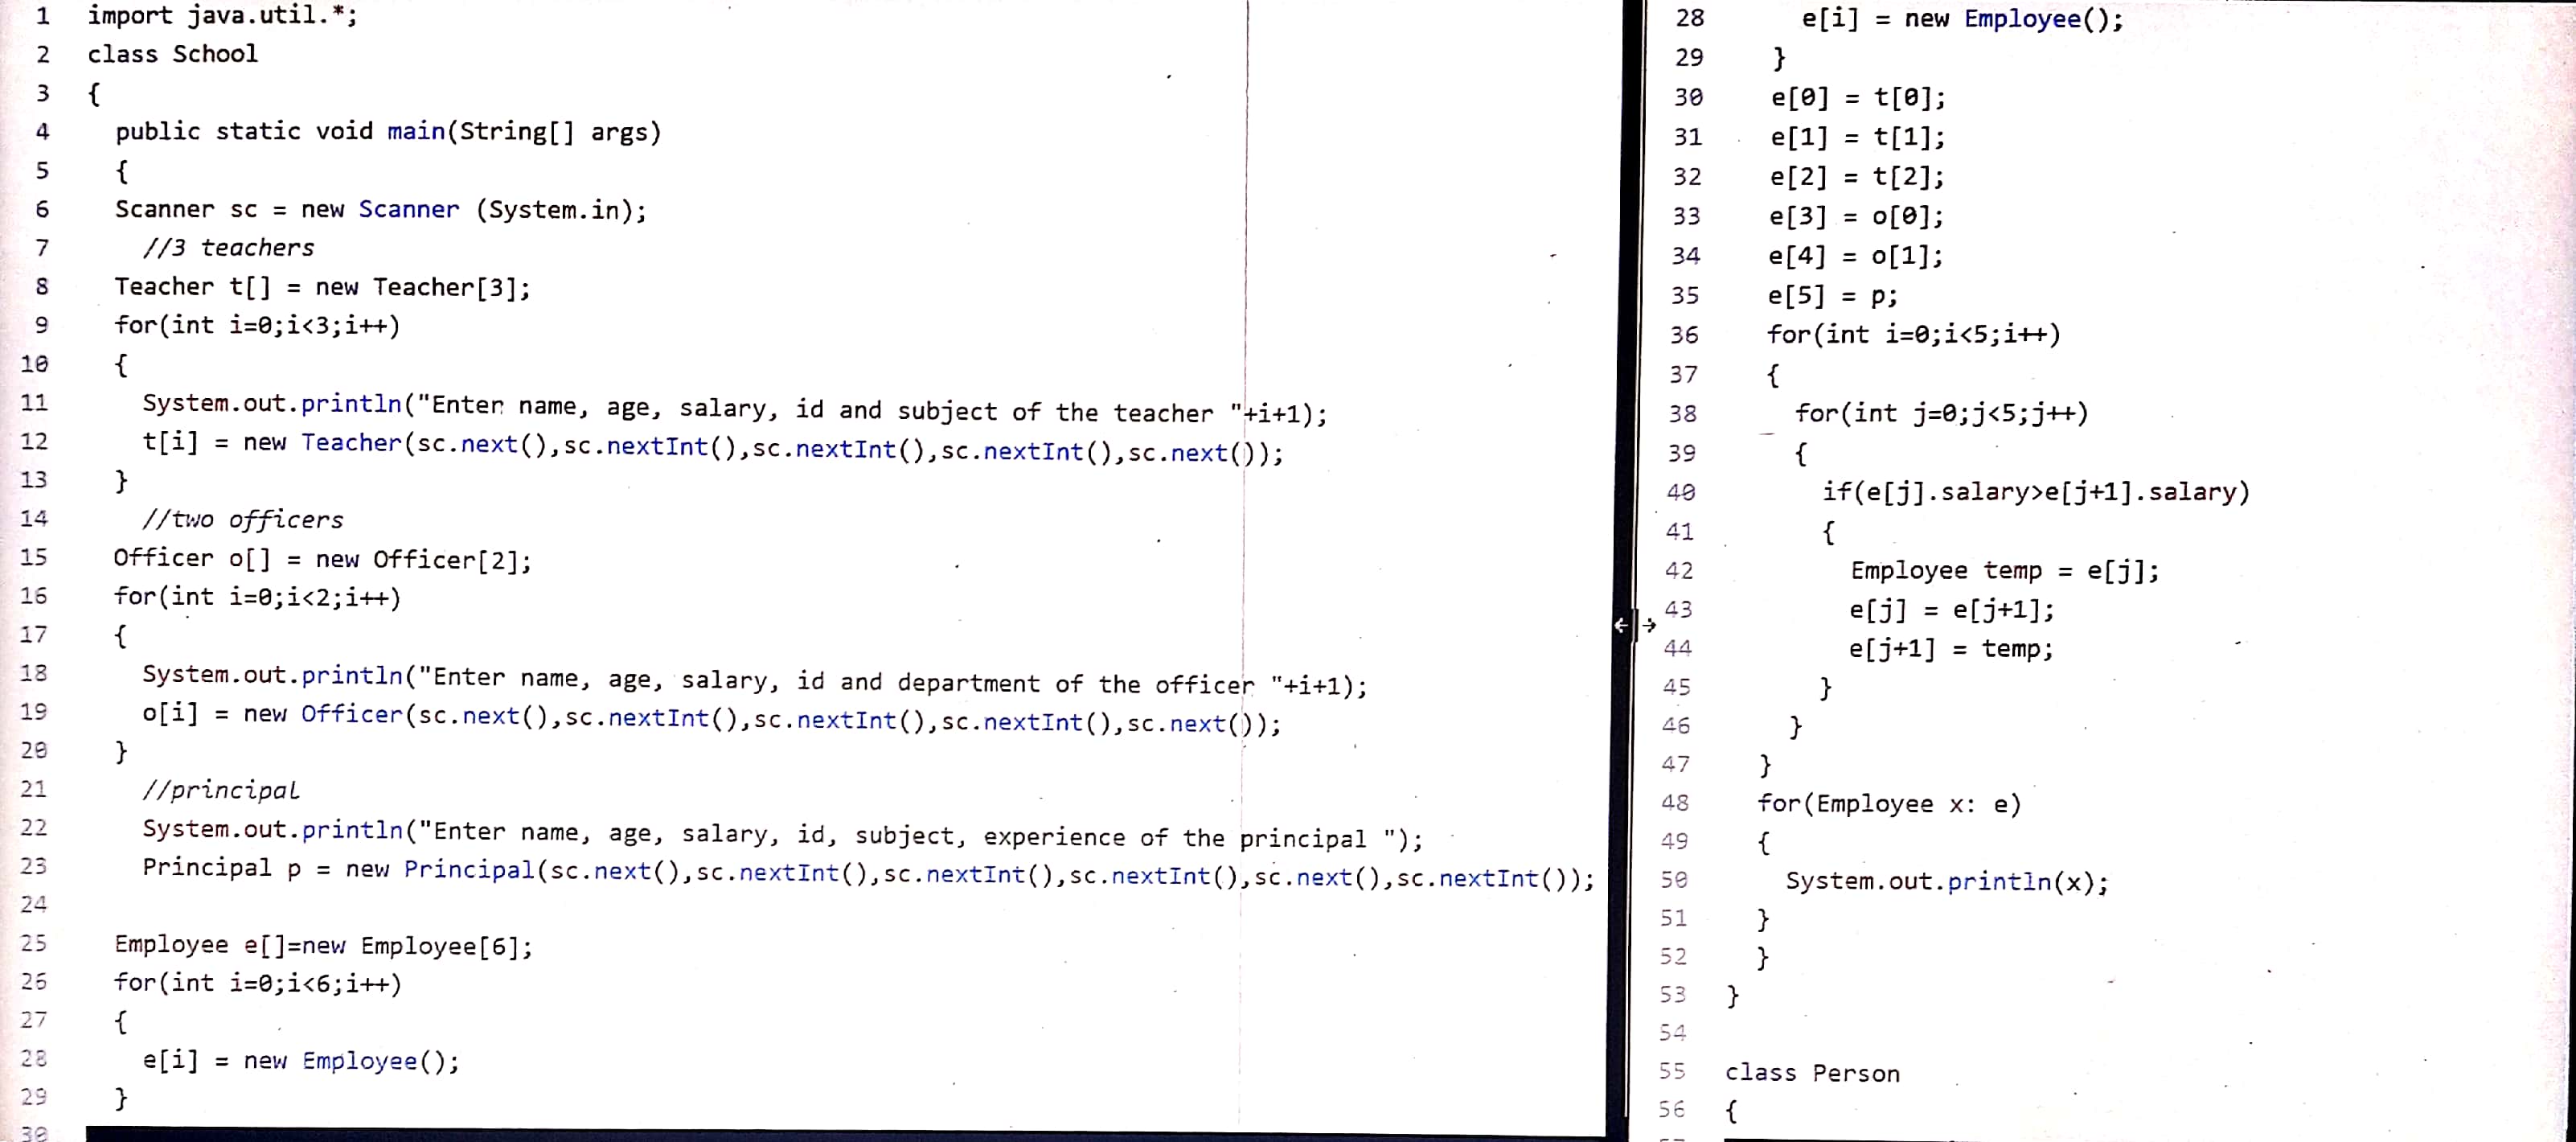 1 import java.util.*;
2 class School
3 {
4 public static void main(String[] args)
5 {
6 Scanner sc = new Scanner (System.in);
7 //3 teachers
8 Teacher t[] = new Teacher[3];
9 for(int i=0;i<3;i++)
10 {
11 System.out.println("Enter name, age, salary, id and subject of the teacher "+i+1);
12 t[i] = new Teacher(sc.next(),sc.nextInt(),sc.nextInt(),sc.nextInt(),sc.next());
13 }
14 //two officers
15 Officer o[] = new Officer[2];
16 for(int i=0;i<2;i++)
17 {
18 System.out.println("Enter name, age, salary, id and department of the officer "+i+1);
19 o[i] = new Officer(sc.next(),sc.nextInt(),sc.nextInt(),sc.nextInt(),sc.next());
20 }
21 //principal
22 System.out.println("Enter name, age, salary, id, subject, experience of the principal ");
23 Principal p = new Principal(sc.next(),sc.nextInt(),sc.nextInt(),sc.nextInt(),sc.next(),sc.nextInt());
24
25 Employee e[]=new Employee[6];
26 for(int i=0;i<6;i++)
27 {
28 e[i] = new Employee();
29 }
30
28 e[i] = new Employee();
29 }
30 e[0] = t[0];
31 e[1] = t[1];
32 e[2] = t[2];
33 e[3] = o[0];
34 e[4] = o[1];
35 e[5] = p;
36 for(int i=0;i<5;i++)
37 {
38 for(int j=0;j<5;j++)
39 {
40 if(e[j].salary>e[j+1].salary)
41 {
42 Employee temp = e[j];
43 e[j] = e[j+1];
44 e[j+1] = temp;
45 }
46 }
47 }
48 for(Employee x: e)
49 {
50 System.out.println(x);
51 }
52 }
53 }
54
55 class Person
56 {